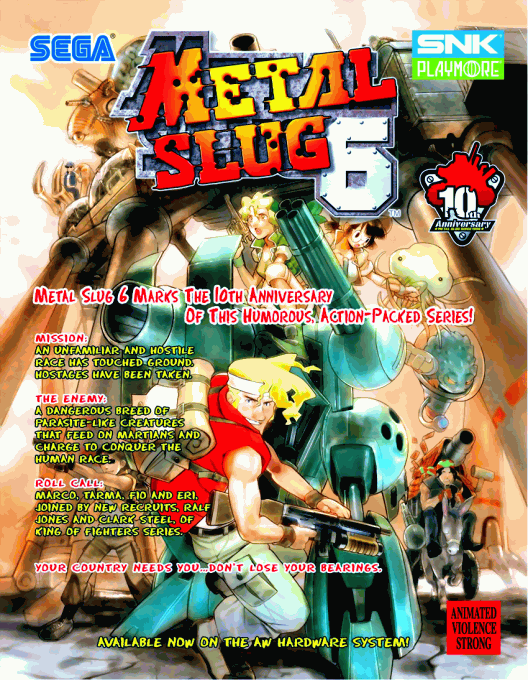 SEGA®
SNK
PLAYMORE
METAL
SLUG
6
TM
10th
Anniversary
METAL SLUG 6 MARKS THE 10TH ANNIVERSARY
OF THIS HUMOROUS, ACTION-PACKED SERIES!
MISSION:
AN UNFAMILIAR AND HOSTILE
RACE HAS TOUCHED GROUND.
HOSTAGES HAVE BEEN TAKEN.
THE ENEMY:
A DANGEROUS BREED OF
PARASITE-LIKE CREATURES
THAT FEED ON MARTIANS AND
CHARGE TO CONQUER THE
HUMAN RACE.
ROLL CALL:
MARCO, TARMA, FIO AND ERI,
JOINED BY NEW RECRUITS, RALF
JONES AND CLARK STEEL, OF
KING OF FIGHTERS SERIES.
YOUR COUNTRY NEEDS YOU...DON'T LOSE YOUR BEARINGS.
AVAILABLE NOW ON THE AW HARDWARE SYSTEM!
ANIMATED
VIOLENCE
STRONG